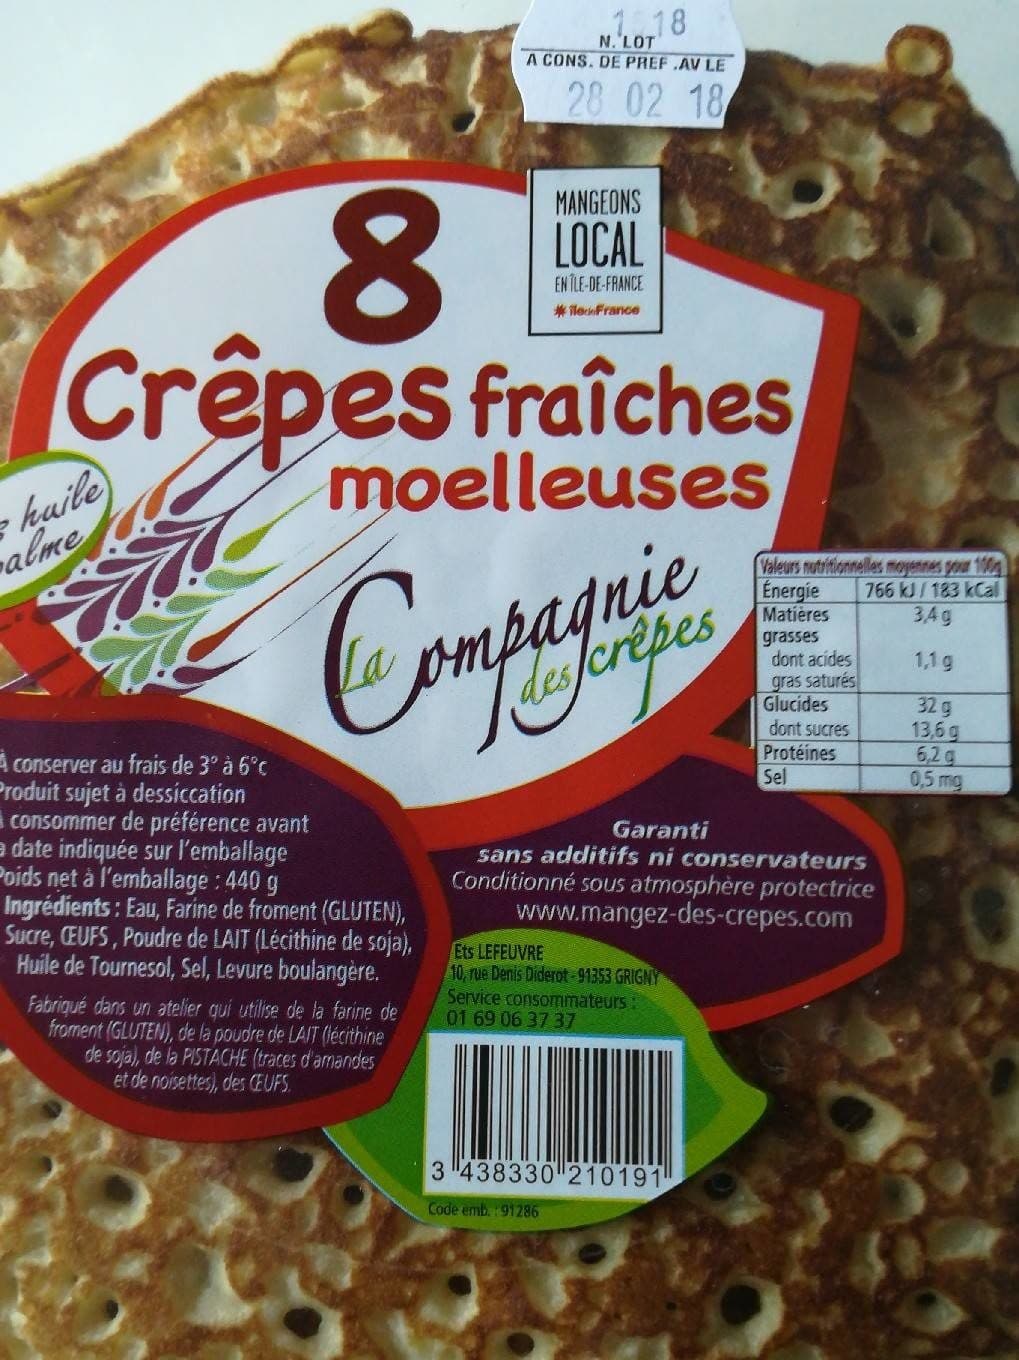 1 18
N. LOT
A CONS. DE PREF .AV LE
28 02 18
8
MANGEONS
LOCAL
EN ÎLE-DE-FRANCE
îledeFrance
Crêpes fraîches
moelleuses
huile
La Compagnie
des crêpes
Valeurs nutritionnelles moyennes pour 100g
Énergie 766 kJ / 183 kCal
Matières 3,4 g
grasses
dont acides 1,1 g
gras saturés
Glucides 32 g
dont sucres 13,6 g
Protéines 6,2 g
Sel 0,5 mg
À conserver au frais de 3° à 6°c
Produit sujet à dessiccation
consommer de préférence avant
date indiquée sur l'emballage
Poids net à l'emballage : 440 g
Ingrédients : Eau, Farine de froment (GLUTEN),
Sucre, ŒUFS, Poudre de LAIT (Lécithine de soja),
Huile de Tournesol, Sel, Levure boulangère.
Fabriqué dans un atelier qui utilise de la farine de
froment (GLUTEN), de la poudre de LAIT (lécithine
de soja), de la PISTACHE (traces d'amandes
et de noisettes), des ŒUFS.
Garanti
sans additifs ni conservateurs
Conditionné sous atmosphère protectrice
www.mangez-des-crepes.com
Ets LEFEUVRE
10, rue Denis Diderot - 91353 GRIGNY
Service consommateurs :
01 69 06 37 37
3 438330 210191
Code emb. : 91286